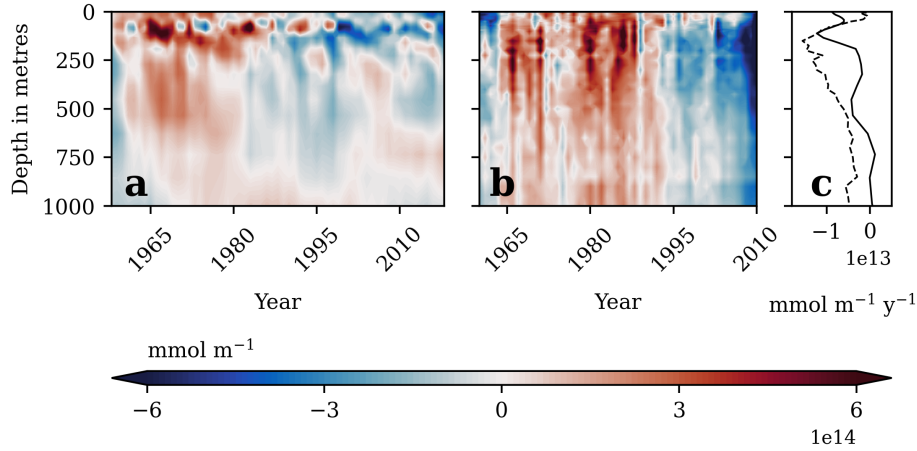 Depth in metres
0
250
500
750
1000
a
b
c
1965
1980
1995
2010
1965
1980
1995
2010
−1 0
1e13
Year
Year
mmol m⁻¹ y⁻¹
mmol m⁻¹
−6 −3 0 3 6
1e14